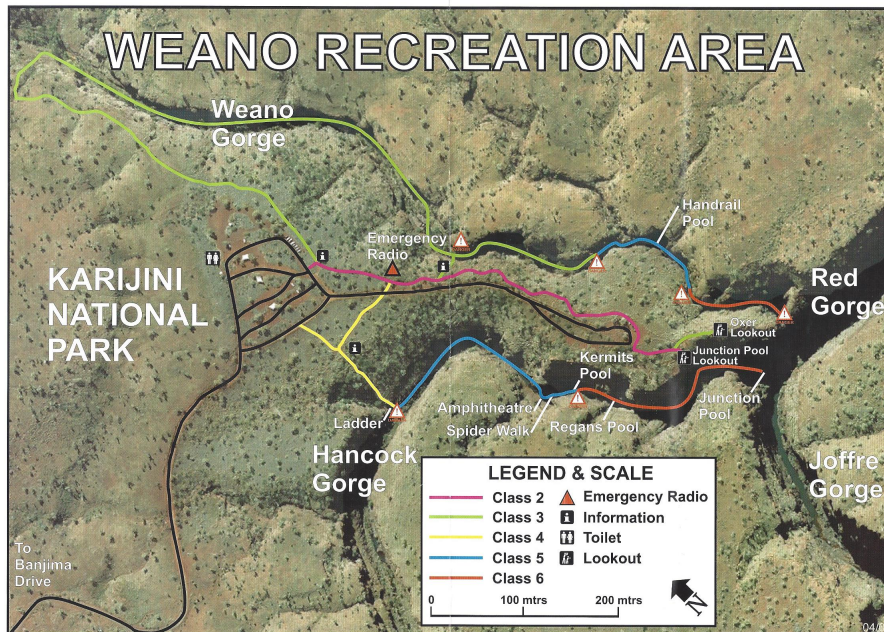 WEANO RECREATION AREA
Weano
Gorge
Emergency
Radio
Handrail
Pool
KARIJINI
NATIONAL
PARK
Red
Gorge
Oxer
Lookout
Junction Pool
Lookout
Kermits
Pool
Ladder
Amphitheatre
Spider Walk
Regans Pool
Junction
Pool
Hancock
Gorge
Joffre
Gorge
To
Banjima
Drive
LEGEND & SCALE
Class 2
Emergency Radio
Class 3
Information
Class 4
Toilet
Class 5
Lookout
Class 6
N
0
100 mtrs
200 mtrs